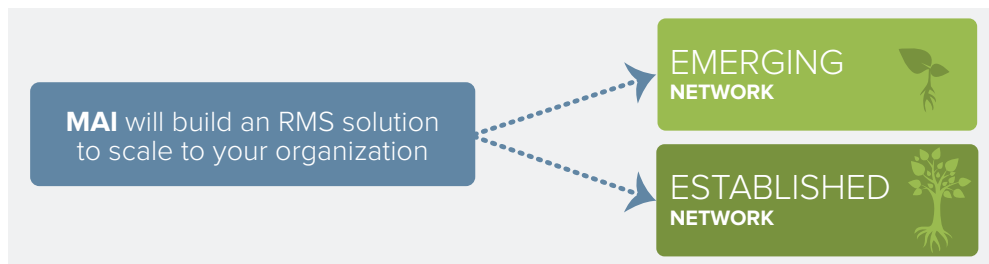 MAI will build an RMS solution
to scale to your organization
EMERGING
NETWORK
ESTABLISHED
NETWORK